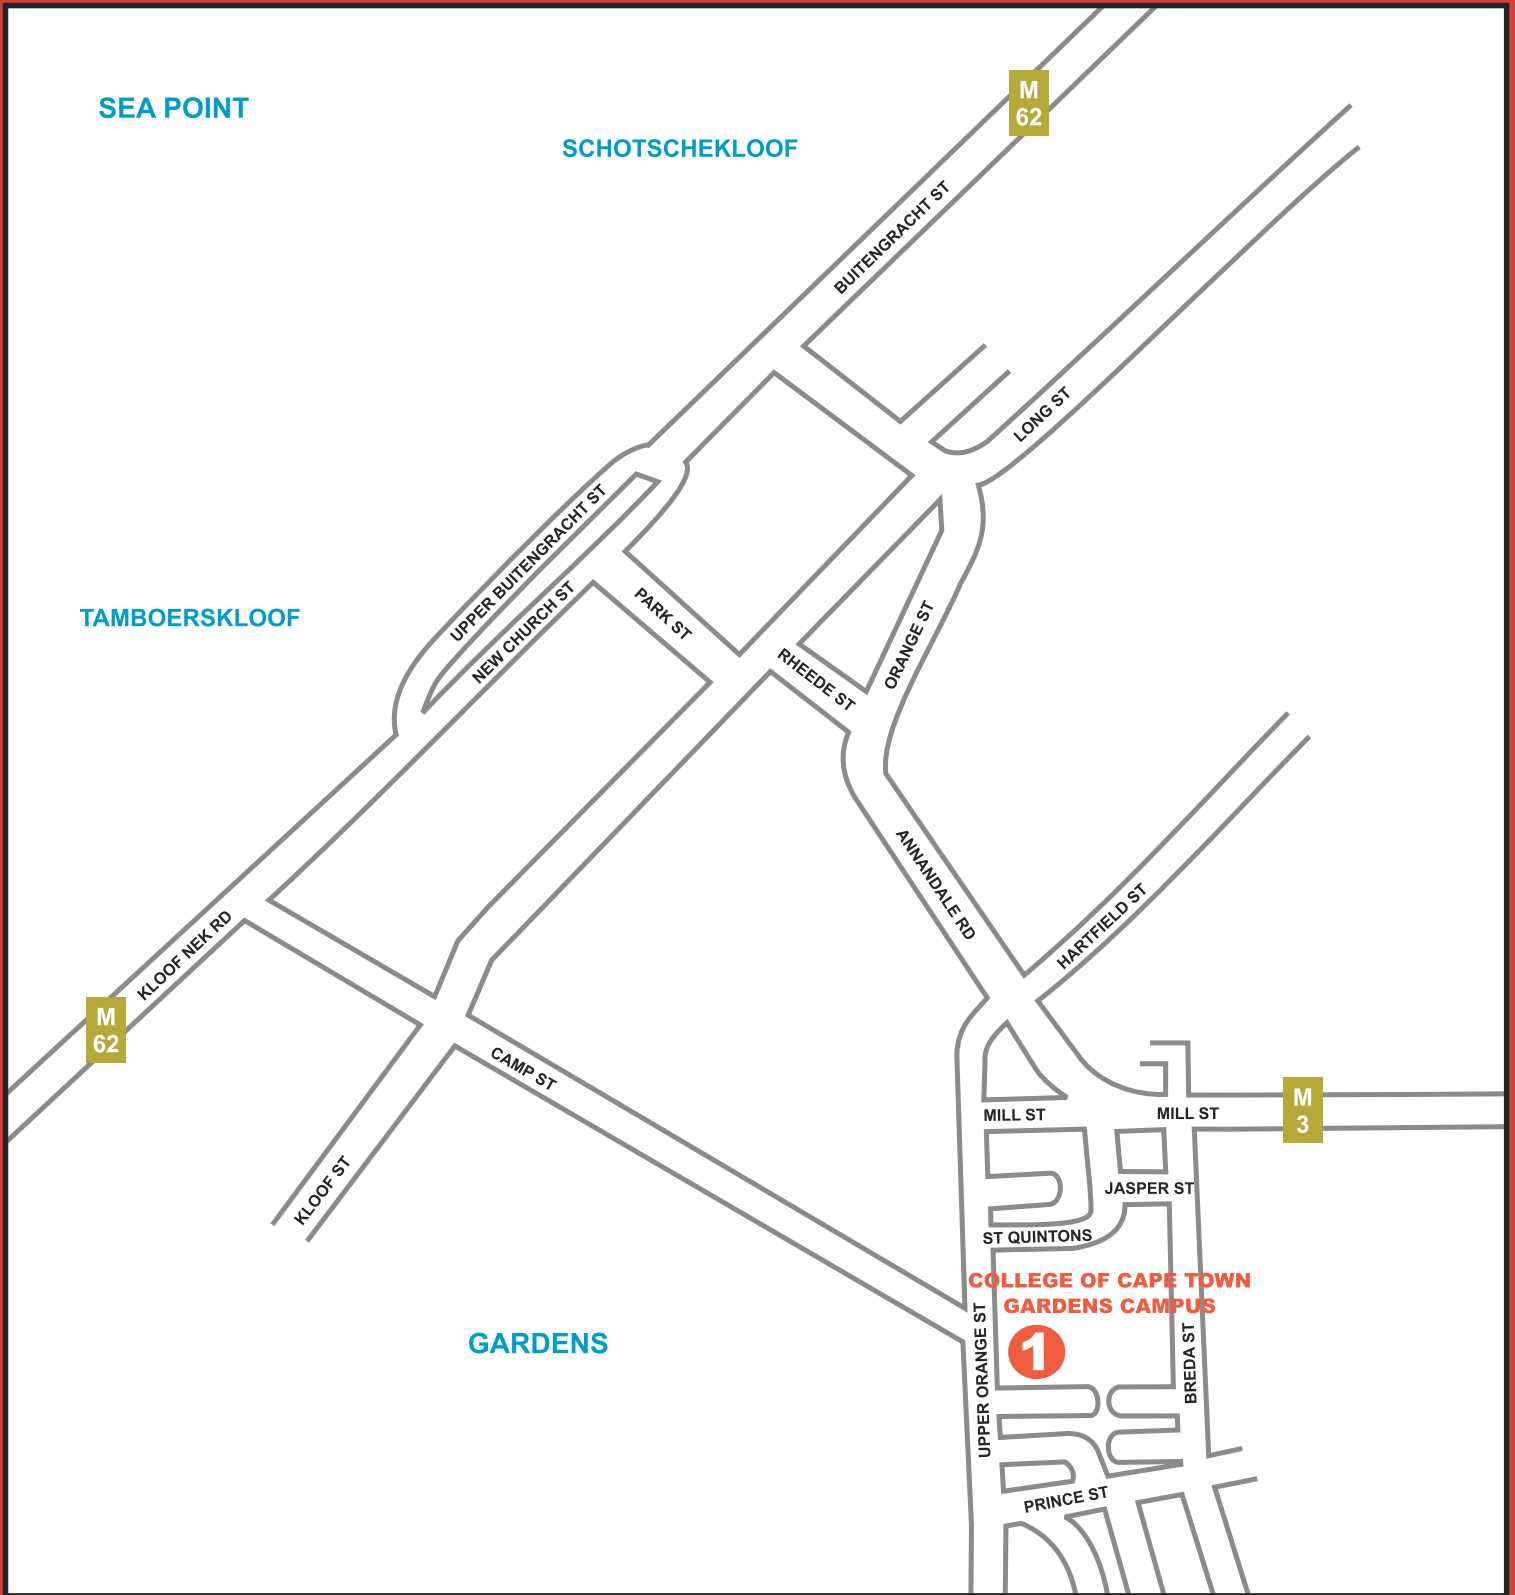 M
62
SEA POINT
SCHOTSCHEKLOOF
BUITENGRACHT ST
LONG ST
UPPER BUITENGRACHT ST
NEW CHURCH ST
PARK ST
TAMBOERSKLOOF
RHEEDE ST
ORANGE ST
ANNANDALE RD
HARTFIELD ST
KLOOF NEK RD
M
62
CAMP ST
MILL ST
MILL ST
M
3
KLOOF ST
JASPER ST
ST QUINTONS
COLLEGE OF CAPE TOWN
GARDENS CAMPUS
1
GARDENS
UPPER ORANGE ST
BREDA ST
PRINCE ST